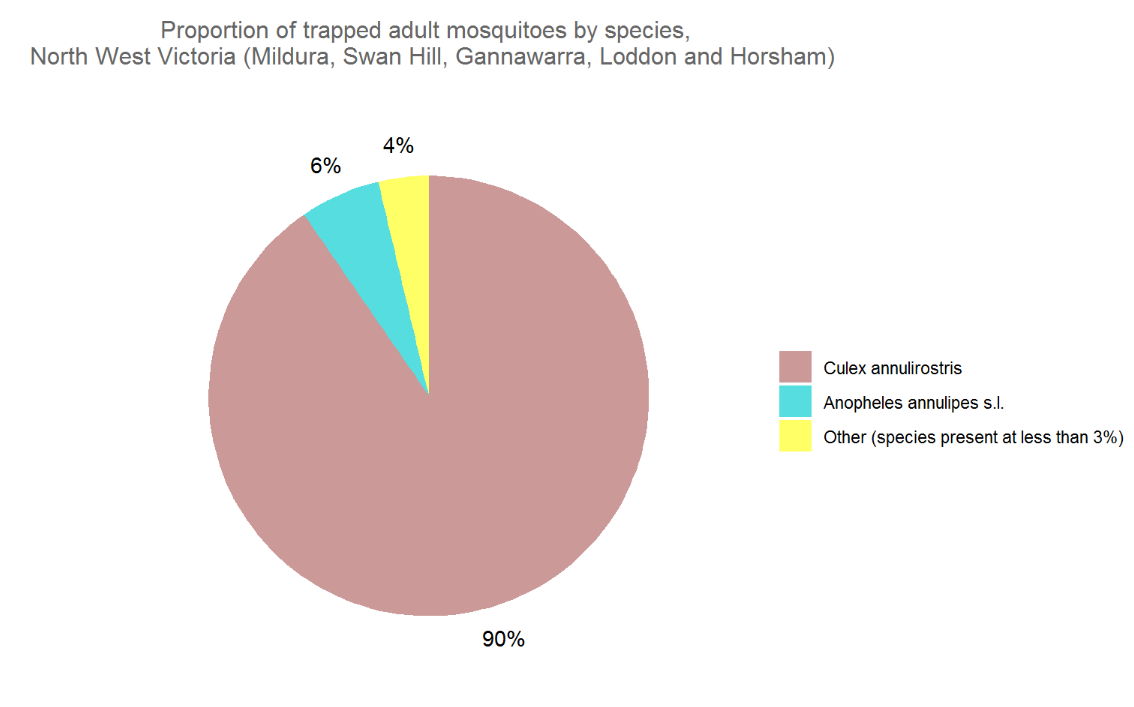 Proportion of trapped adult mosquitoes by species,
North West Victoria (Mildura, Swan Hill, Gannawarra, Loddon and Horsham)
4%
6%
Culex annulirostris
Anopheles annulipes s.l.
Other (species present at less than 3%)
90%